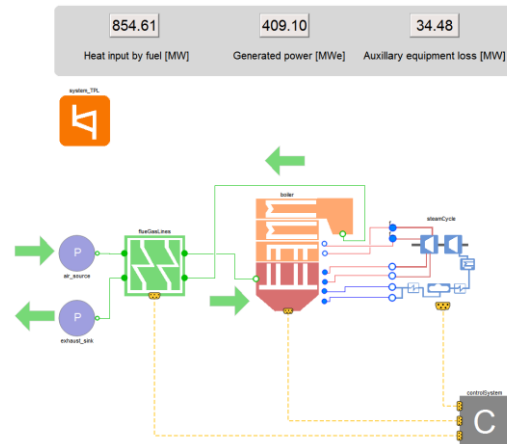 854.61 409.10 34.48
Heat input by fuel [MW] Generated power [MWe] Auxillary equipment loss [MW]
system_TPL
boiler
flueGasLines
steamCycle
P
air_source
P
exhaust_sink
controlSystem
C